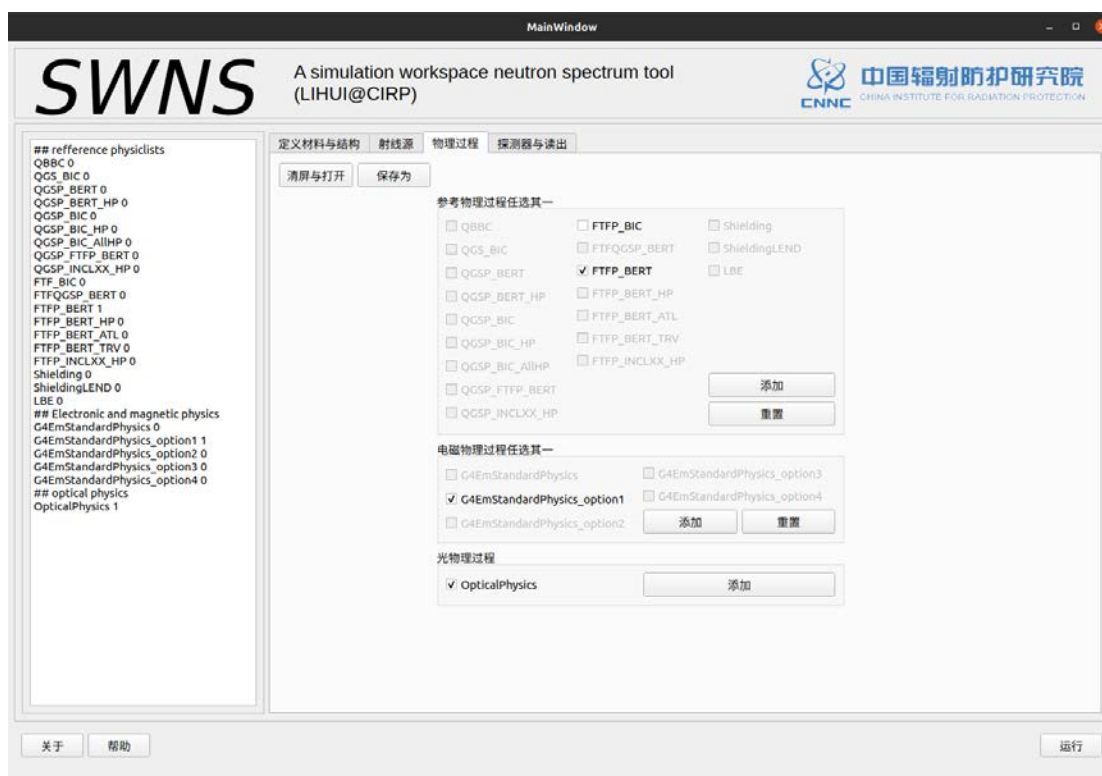 MainWindow
SWNS
A simulation workspace neutron spectrum tool
(LIHUI@CIRP)
CNNC
中国辐射防护研究院
CHINA INSTITUTE FOR RADIATION PROTECTION
## refference physiclists
QBBC 0
QGS_BIC 0
QGSP_BERT 0
QGSP_BERT_HP 0
QGSP_BIC 0
QGSP_BIC_HP 0
QGSP_BIC_AllHP 0
QGSP_FTFP_BERT 0
QGSP_INCLXX_HP 0
FTF_BIC 0
FTFQGSP_BERT 0
FTFP_BERT 1
FTFP_BERT_HP 0
FTFP_BERT_ATL 0
FTFP_BERT_TRV 0
FTFP_INCLXX_HP 0
Shielding 0
ShieldingLEND 0
LBE 0
## Electronic and magnetic physics
G4EmStandardPhysics 0
G4EmStandardPhysics_option1 1
G4EmStandardPhysics_option2 0
G4EmStandardPhysics_option3 0
G4EmStandardPhysics_option4 0
## optical physics
OpticalPhysics 1
定义材料与结构 射线源 物理过程 探测器与读出
清屏与打开 保存为
参考物理过程任选其一
QBBC FTFP_BIC Shielding
QGS_BIC FTFQGSP_BERT ShieldingLEND
QGSP_BERT FTFP_BERT LBE
QGSP_BERT_HP FTFP_BERT_HP
QGSP_BIC FTFP_BERT_ATL
QGSP_BIC_HP FTFP_BERT_TRV
QGSP_BIC_AllHP FTFP_INCLXX_HP
QGSP_FTFP_BERT 添加
QGSP_INCLXX_HP 重置
电磁物理过程任选其一
G4EmStandardPhysics G4EmStandardPhysics_option3
G4EmStandardPhysics_option1 G4EmStandardPhysics_option4
G4EmStandardPhysics_option2 添加 重置
光物理过程
OpticalPhysics 添加
关于 帮助 运行